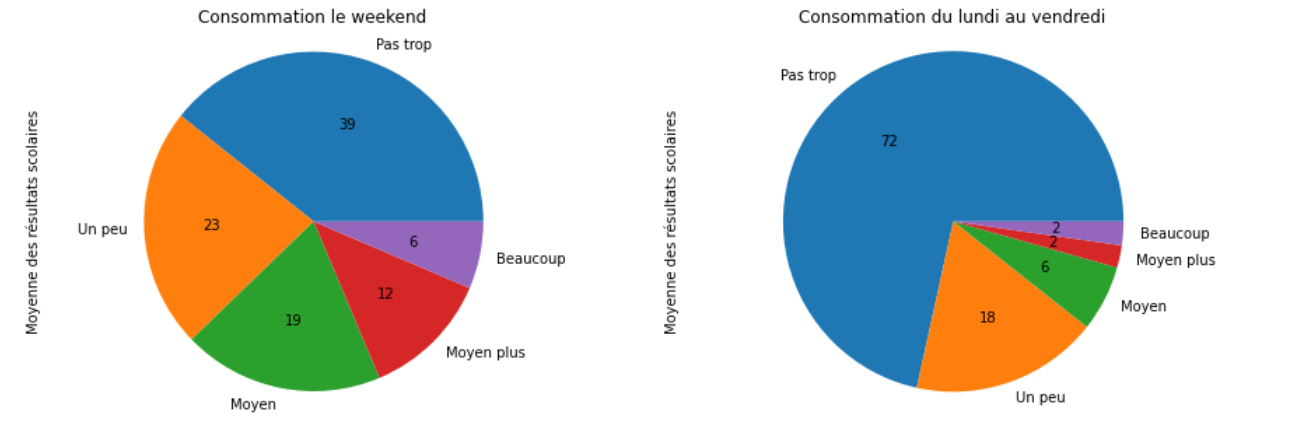 Consommation le weekend
Pas trop
39
Moyenne des résultats scolaires
Un peu
23
6
Beaucoup
12
19
Moyen plus
Moyen
Consommation du lundi au vendredi
Pas trop
72
Moyenne des résultats scolaires
2
Beaucoup
2
Moyen plus
6
Moyen
18
Un peu